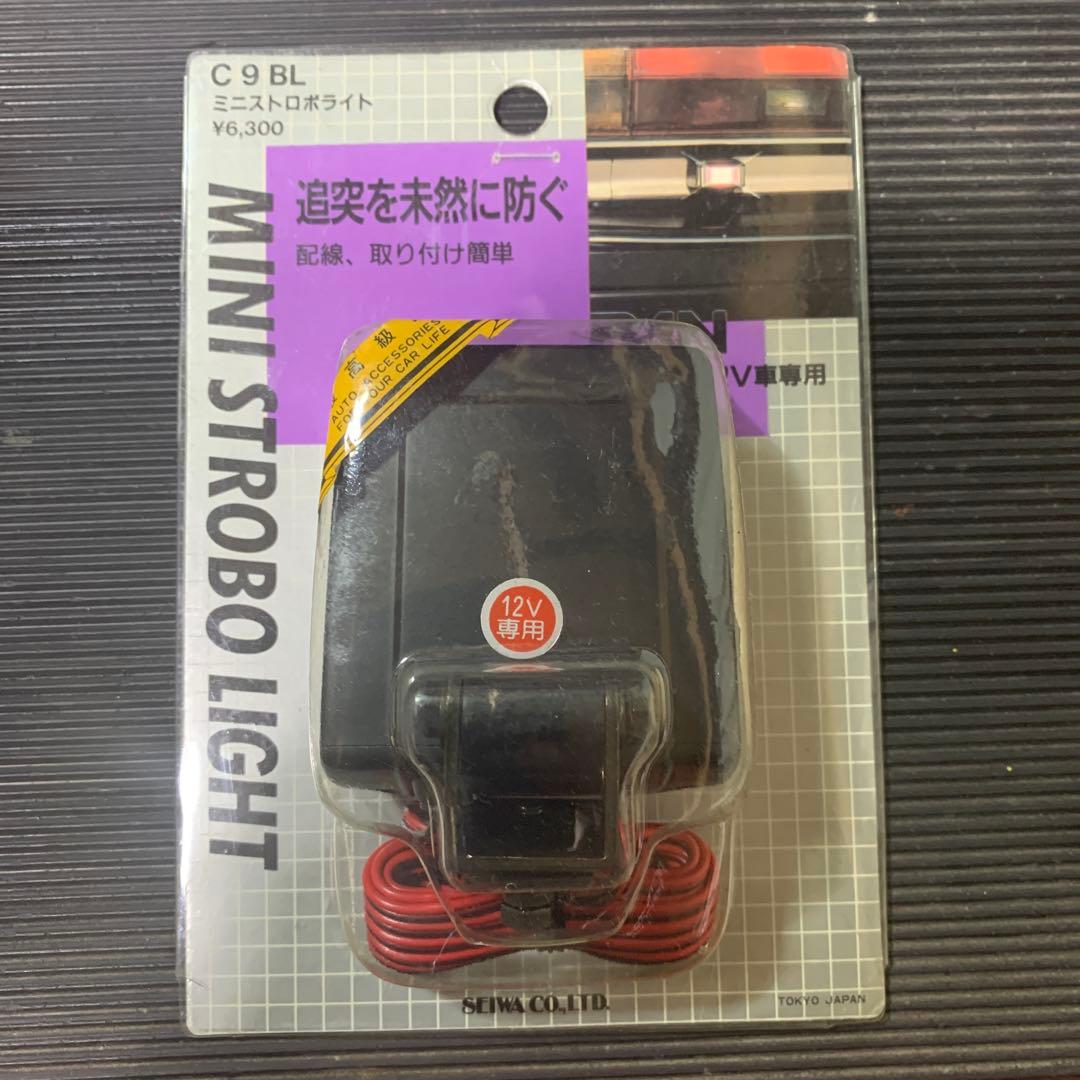 C 9 BL
ミニストロボライト
¥6,300
MINI STROBO LIGHT
追突を未然に防ぐ
配線、取り付け簡単
V車専用
高級
AUTO ACCESSORIES
FOR YOUR CAR LIFE
12V
専用
SEIWA CO.,LTD.
TOKYO JAPAN